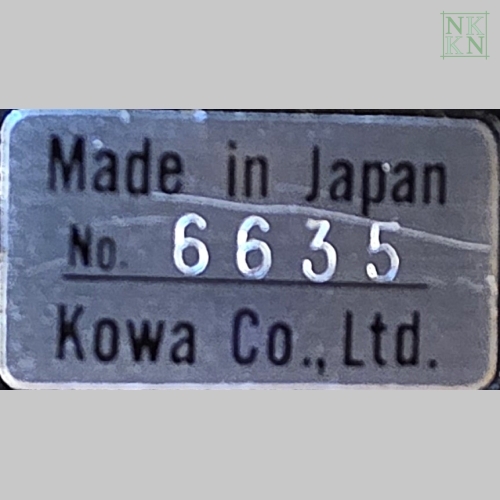 NK
KN
Made in Japan
No. 6635
Kowa Co., Ltd.